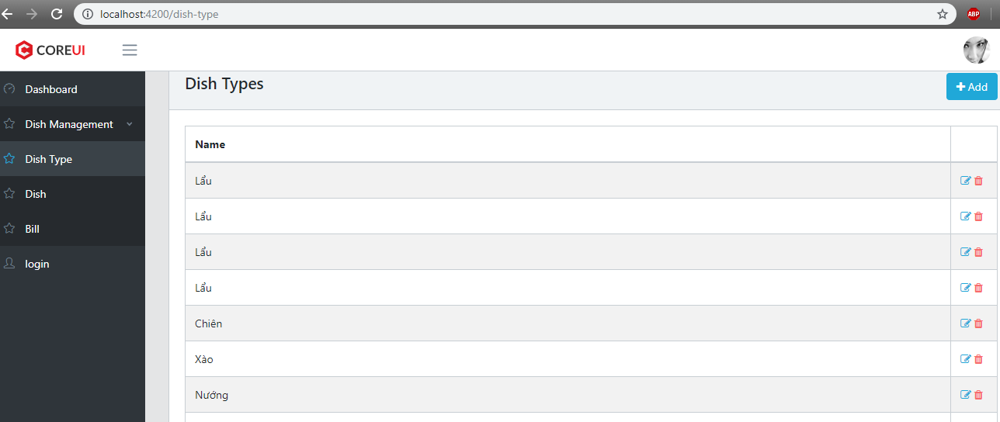 localhost:4200/dish-type
ABP
COREUI
Dashboard
Dish Management
Dish Type
Dish
Bill
login
Dish Types
Add
Name
Lẩu
Lẩu
Lẩu
Lẩu
Chiên
Xào
Nướng